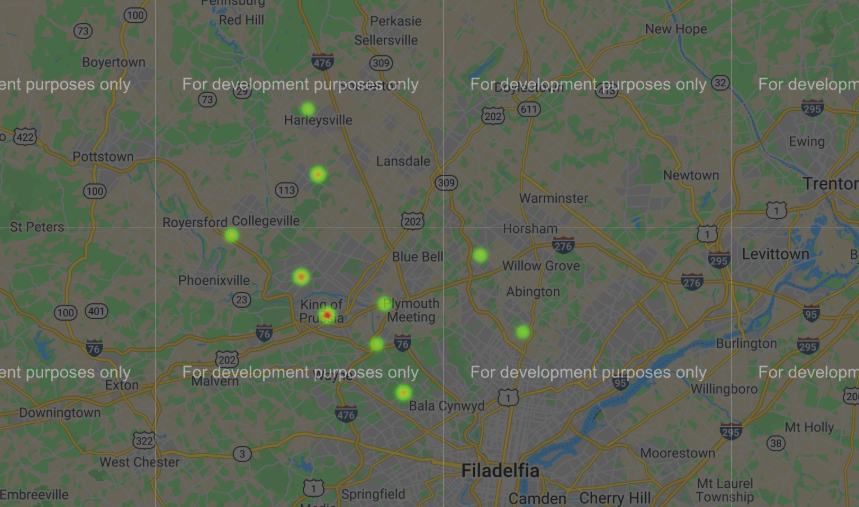 Pennsburg
100
Red Hill
Perkasie
73
Sellersville
New Hope
Boyertown
476
309
ent purposes only
For development purposes only
For development purposes only
For development
32
73
29
611
202
295
Harleysville
422
Ewing
Pottstown
Lansdale
100
113
309
Newtown
Trenton
Warminster
Royersford
Collegeville
202
1
St Peters
Horsham
1
276
Blue Bell
Willow Grove
295
Levittown
Phoenixville
276
23
Abington
100
401
King of
Prussia
Plymouth
Meeting
95
76
76
76
295
Burlington
202
ent purposes only
For development purposes only
For development purposes only
For development
Exton
Malvern
Wayne
95
Willingboro
Downingtown
476
Bala Cynwyd
1
322
295
38
Mt Holly
West Chester
3
Moorestown
Filadelfia
Embreeville
1
Springfield
Camden
Cherry Hill
Mt Laurel
Township